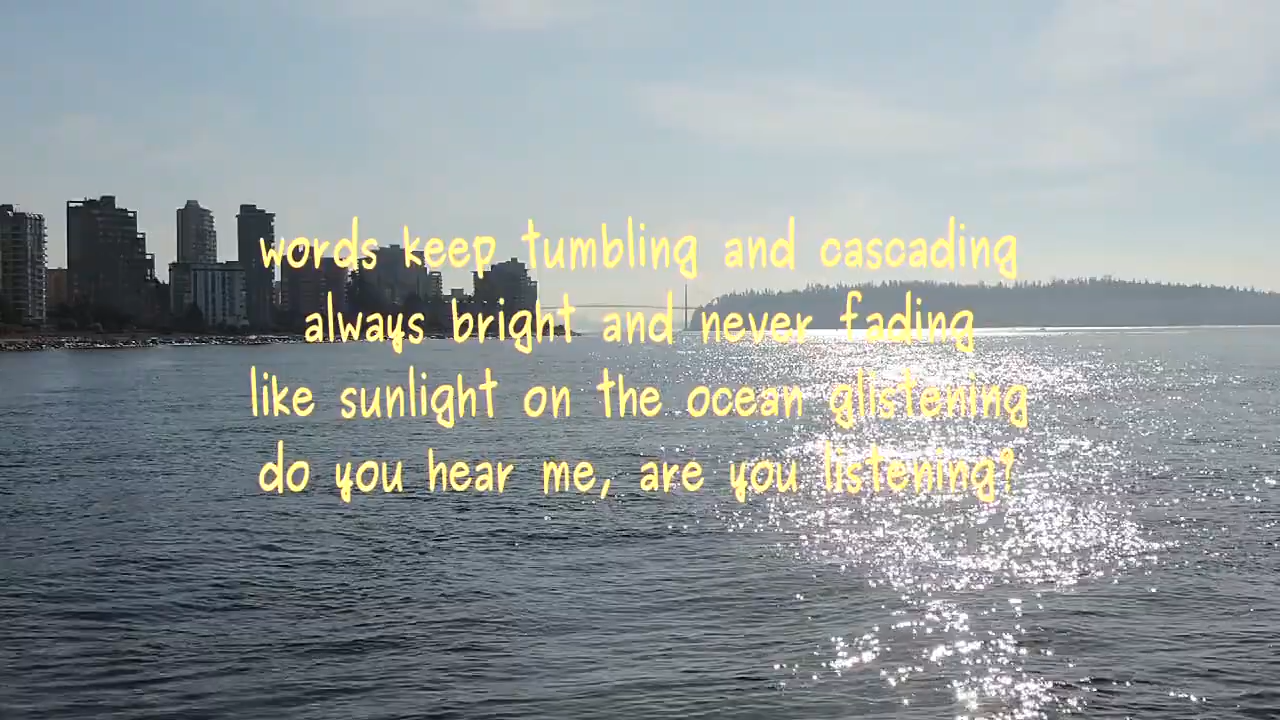 words keep tumbling and cascading
always bright and never fading
like sunlight on the ocean glistening
do you hear me, are you listening?